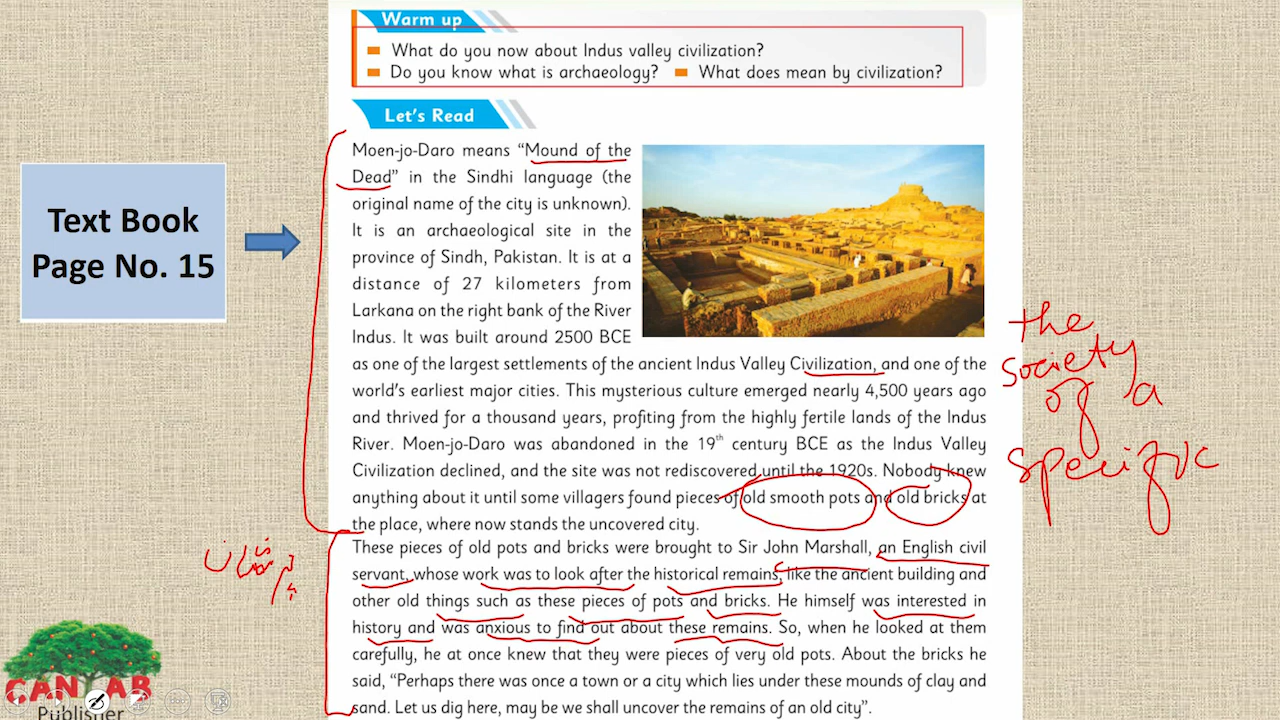 Warm up
What do you now about Indus valley civilization?
Do you know what is archaeology? What does mean by civilization?
Let's Read
Text Book
Page No. 15
Moen-jo-Daro means “Mound of the
Dead” in the Sindhi language (the
original name of the city is unknown).
It is an archaeological site in the
province of Sindh, Pakistan. It is at a
distance of 27 kilometers from
Larkana on the right bank of the River
Indus. It was built around 2500 BCE
as one of the largest settlements of the ancient Indus Valley Civilization, and one of the
world's earliest major cities. This mysterious culture emerged nearly 4,500 years ago
and thrived for a thousand years, profiting from the highly fertile lands of the Indus
River. Moen-jo-Daro was abandoned in the 19th century BCE as the Indus Valley
Civilization declined, and the site was not rediscovered until the 1920s. Nobody knew
anything about it until some villagers found pieces of old smooth pots and old bricks at
the place, where now stands the uncovered city.
These pieces of old pots and bricks were brought to Sir John Marshall, an English civil
servant, whose work was to look after the historical remains, like the ancient building and
other old things such as these pieces of pots and bricks. He himself was interested in
history and was anxious to find out about these remains. So, when he looked at them
carefully, he at once knew that they were pieces of very old pots. About the bricks he
said, “Perhaps there was once a town or a city which lies under these mounds of clay and
sand. Let us dig here, may be we shall uncover the remains of an old city”.
the
society
of a
specific
CANTAB
Publisher